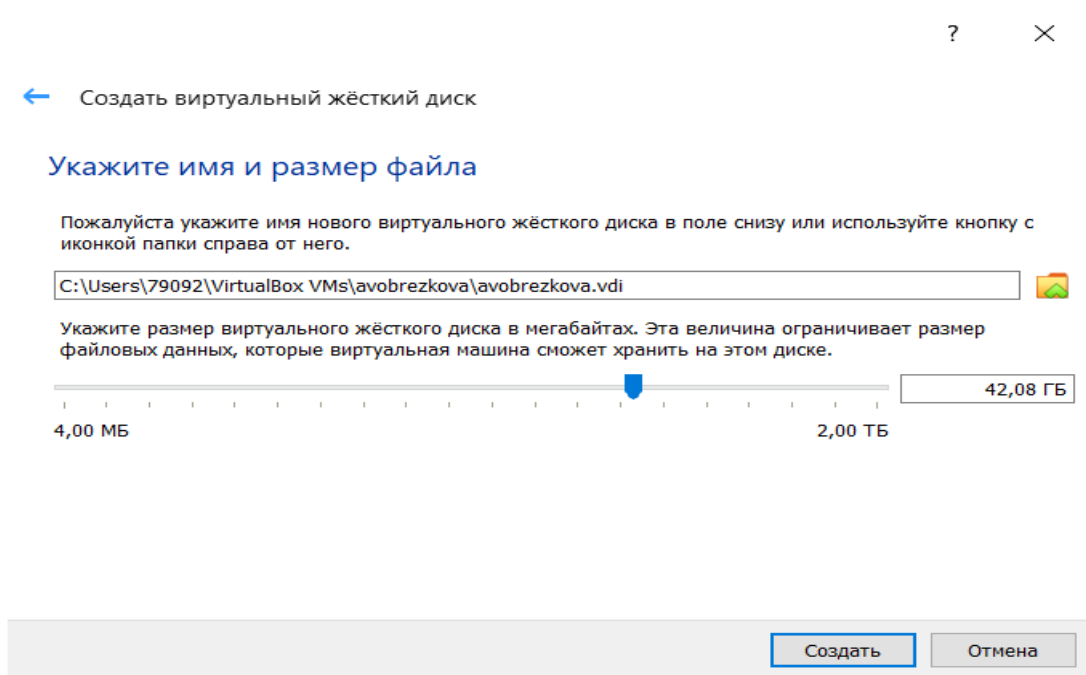 ?
Создать виртуальный жёсткий диск
Укажите имя и размер файла
Пожалуйста укажите имя нового виртуального жёсткого диска в поле снизу или используйте кнопку с
иконкой папки справа от него.
C:\Users\79092\VirtualBox VMs\avobrezkova\avobrezkova.vdi
Укажите размер виртуального жёсткого диска в мегабайтах. Эта величина ограничивает размер
файловых данных, которые виртуальная машина сможет хранить на этом диске.
42,08 ГБ
4,00 МБ 2,00 ТБ
Создать Отмена